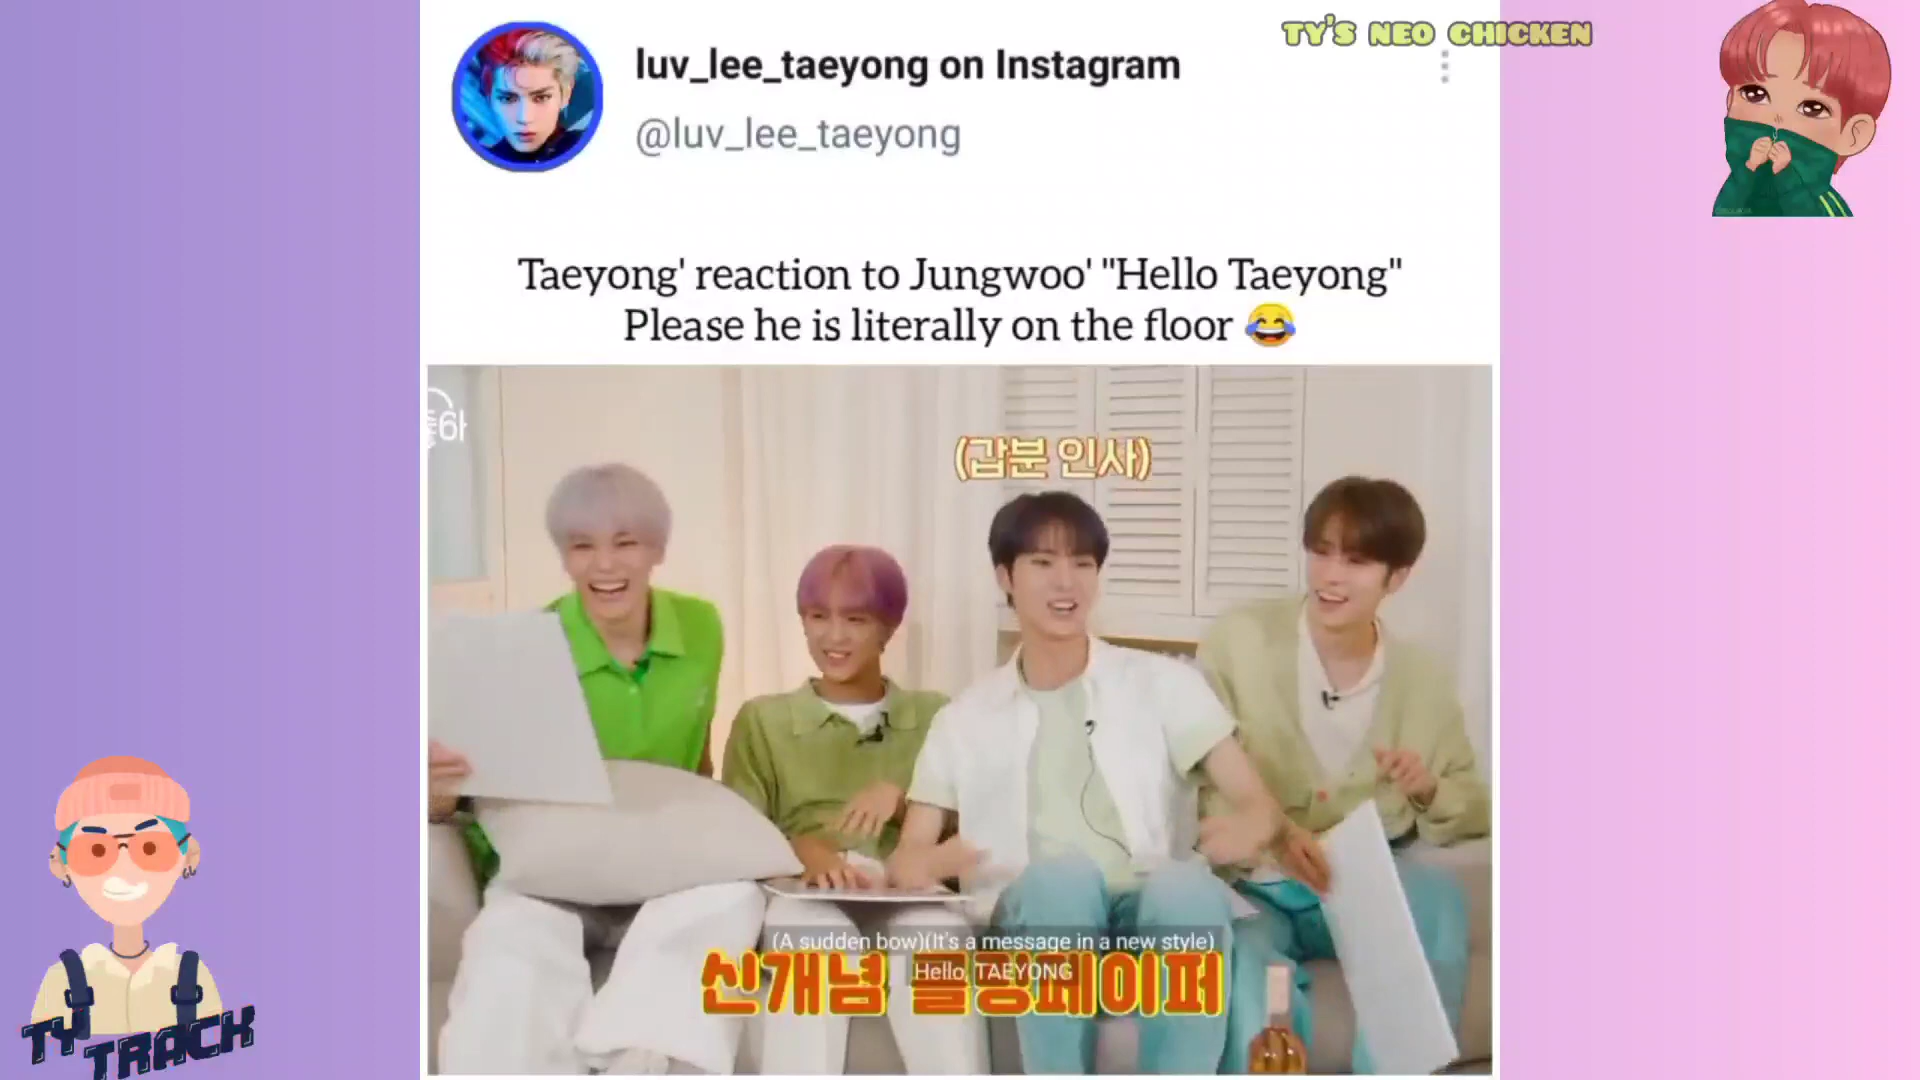 TY'S NEO CHICKEN
luv_lee_taeyong on Instagram
@luv_lee_taeyong
Taeyong' reaction to Jungwoo' "Hello Taeyong"
Please he is literally on the floor 😂
(갑분 인사)
(A sudden bow)(It's a message in a new style)
Hello, TAEYONG
신개념 롤링페이퍼
TY TRACK